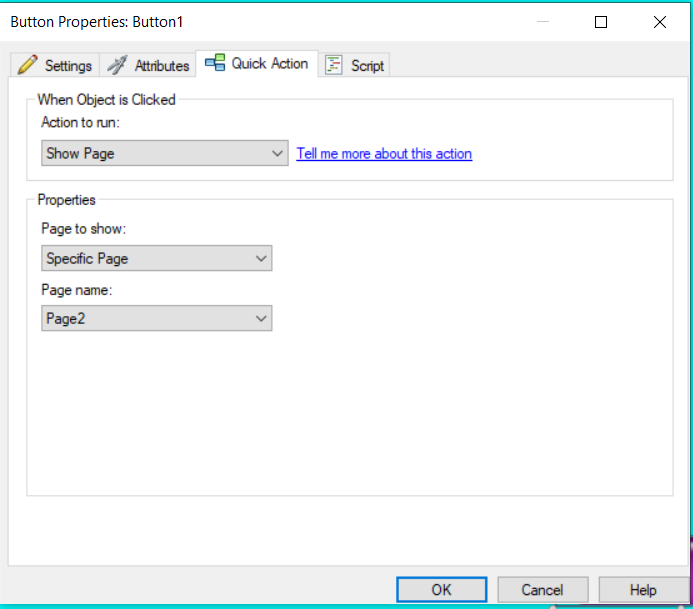 Button Properties: Button1
Settings Attributes Quick Action Script
When Object is Clicked
Action to run:
Show Page Tell me more about this action
Properties
Page to show:
Specific Page
Page name:
Page2
OK Cancel Help